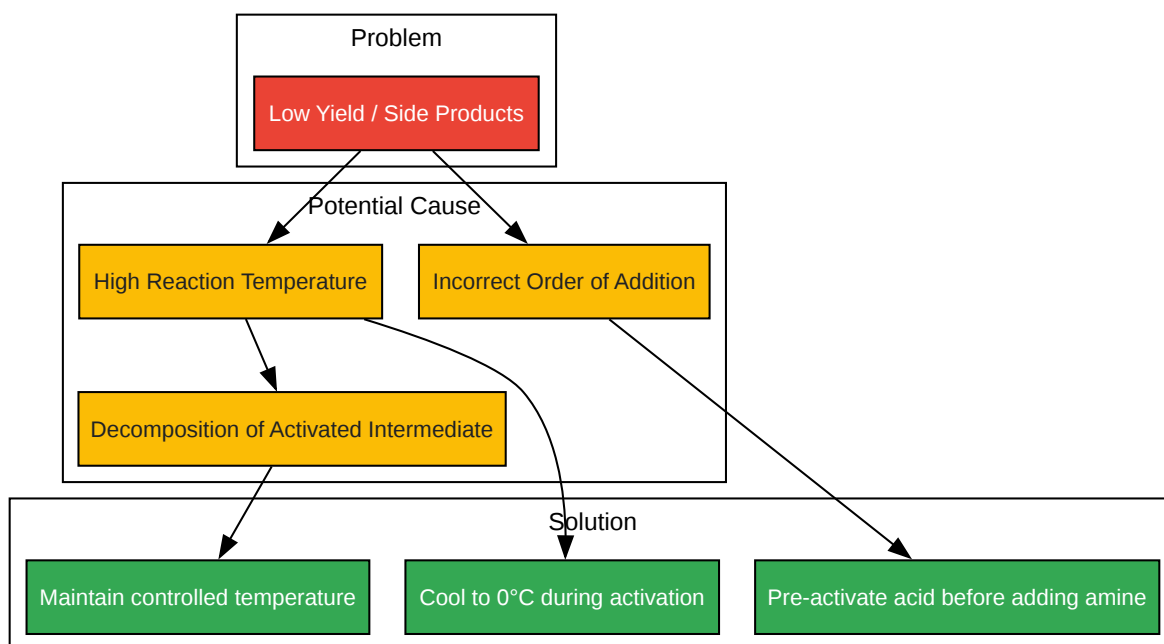 Problem
Low Yield / Side Products
Potential Cause
High Reaction Temperature
Incorrect Order of Addition
Decomposition of Activated Intermediate
Solution
Maintain controlled temperature
Cool to 0°C during activation
Pre-activate acid before adding amine